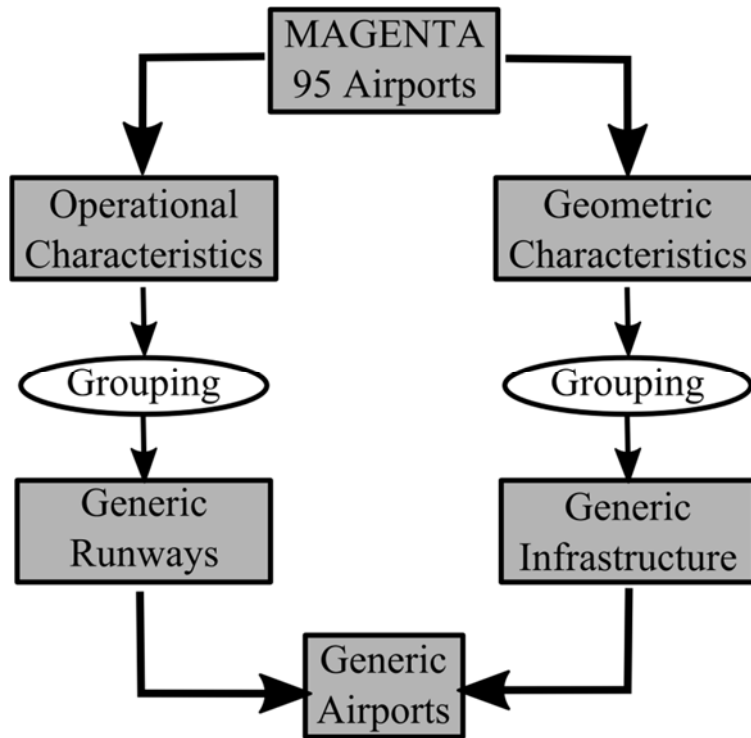 MAGENTA
95 Airports
Operational
Characteristics
Geometric
Characteristics
Grouping
Grouping
Generic
Runways
Generic
Infrastructure
Generic
Airports